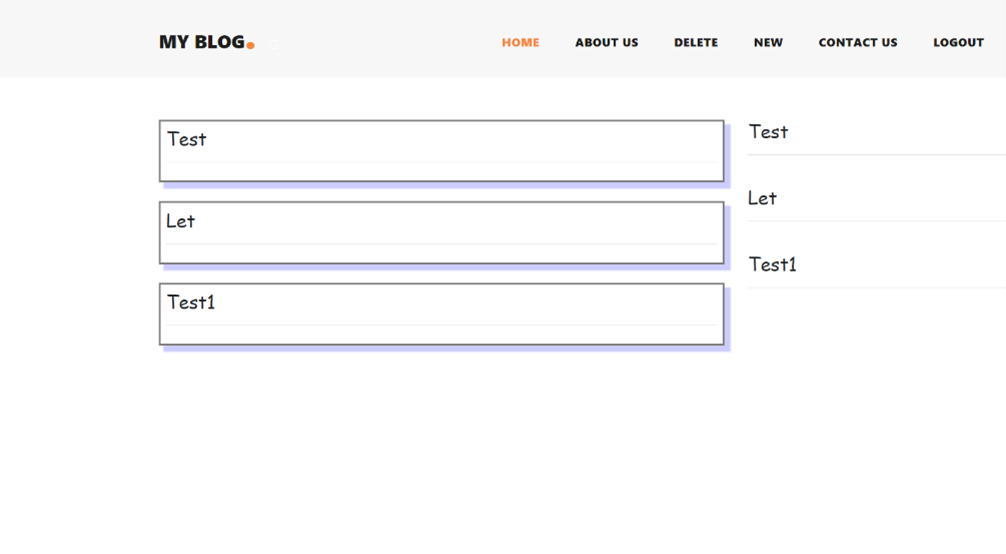 MY BLOG.
HOME ABOUT US DELETE NEW CONTACT US LOGOUT
Test
Let
Test1
Test
Let
Test1